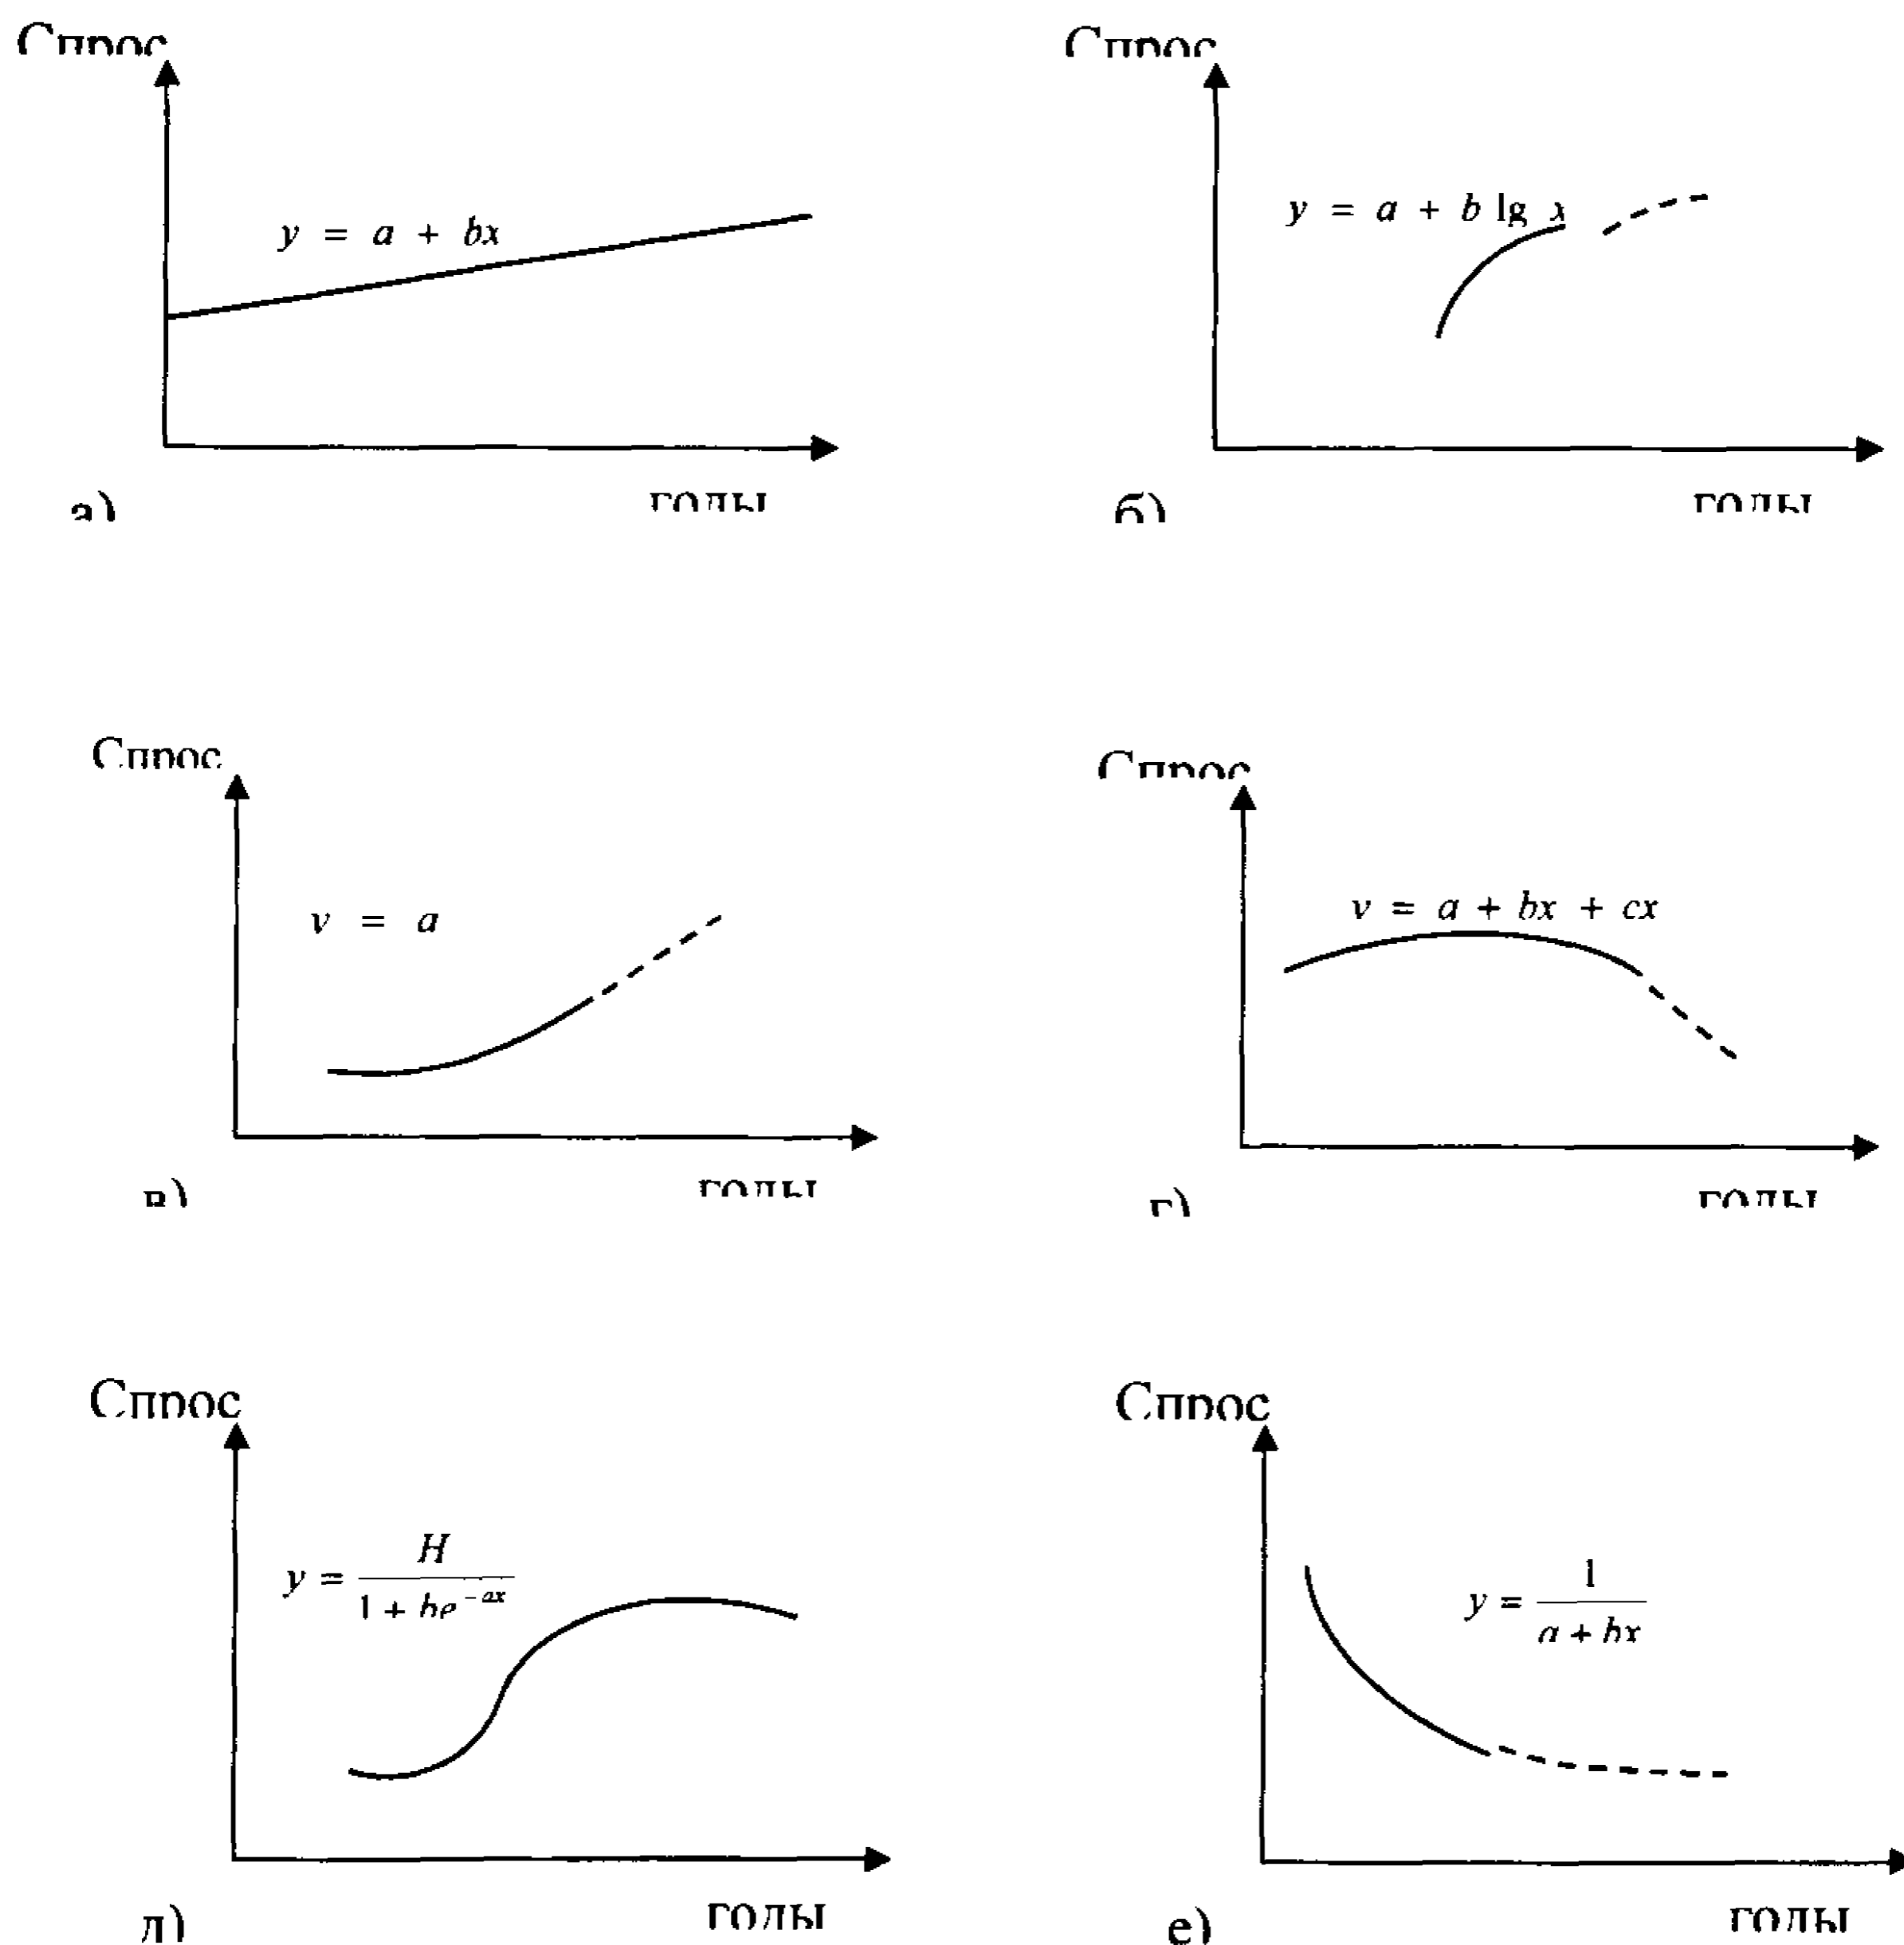 Спрос
y = a + bx
годы
а)
Спрос
y = a + b lg x
годы
б)
Спрос
y = a
годы
в)
Спрос
y = a + bx + cx
годы
г)
Спрос
y = H / (1 + be^{-ax})
годы
д)
Спрос
y = 1 / (a + bx)
годы
е)